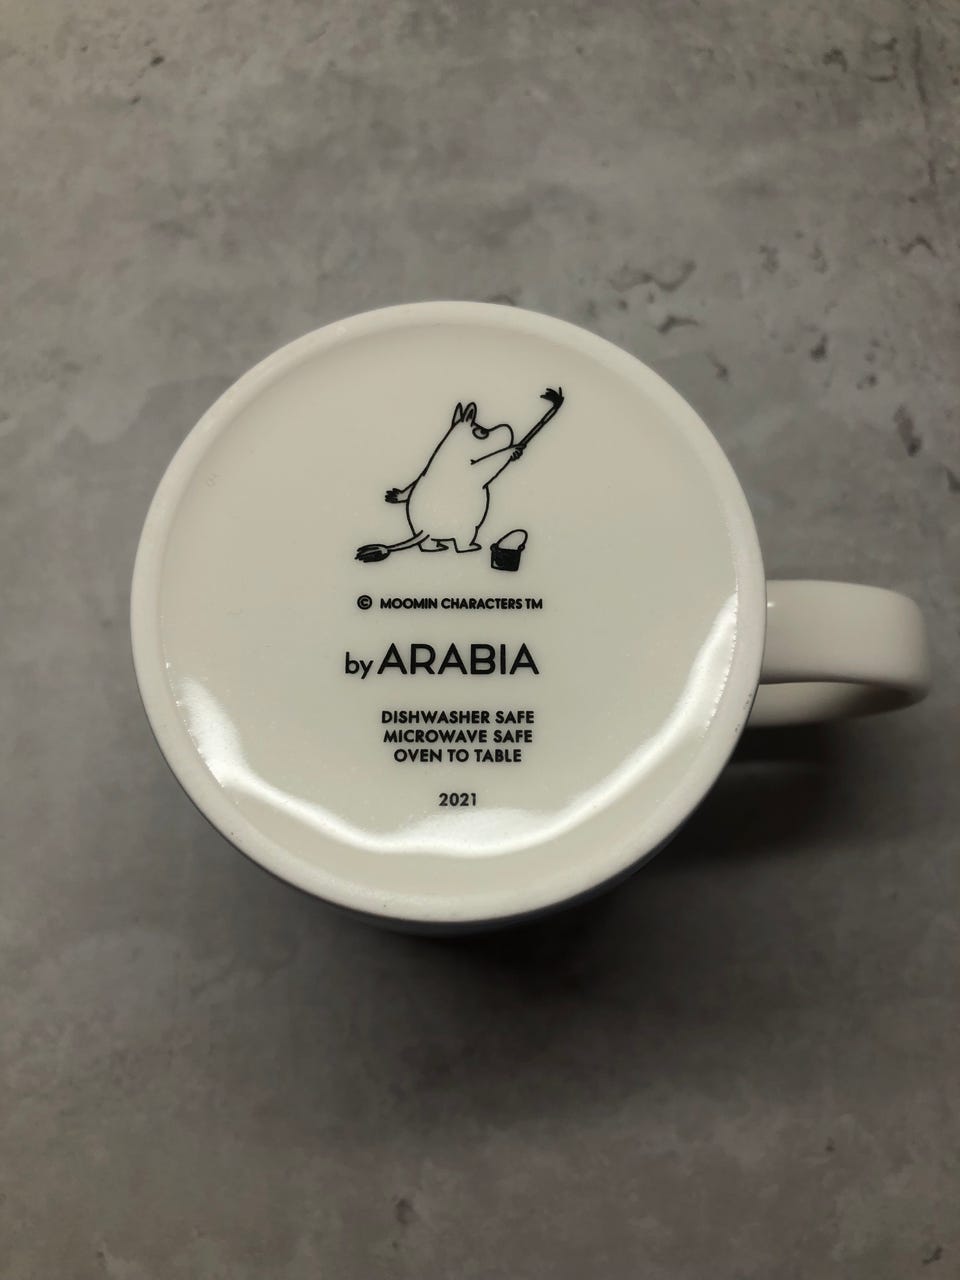 © MOOMIN CHARACTERS TM
by ARABIA
DISHWASHER SAFE
MICROWAVE SAFE
OVEN TO TABLE
2021